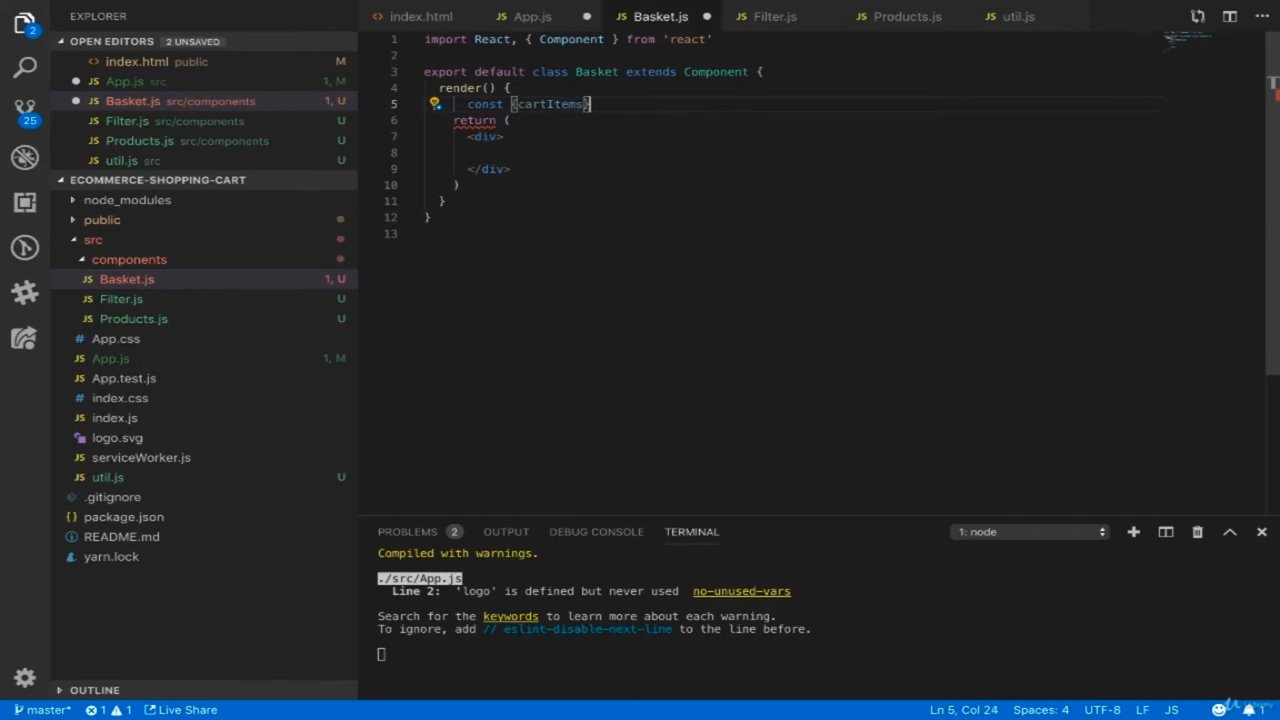 EXPLORER
index.html
App.js
Basket.js
Filter.js
Products.js
util.js
2
OPEN EDITORS 2 UNSAVED
index.html public M
App.js src 1, M
Basket.js src/components 1, U
Filter.js src/components U
Products.js src/components U
util.js src U
25
ECOMMERCE-SHOPPING-CART
node_modules
public
src
components
Basket.js 1, U
Filter.js U
Products.js U
App.css
App.js 1, M
App.test.js
index.css
index.js
logo.svg
serviceWorker.js
util.js U
.gitignore
package.json
README.md
yarn.lock
OUTLINE
1 import React, { Component } from 'react'
2
3 export default class Basket extends Component {
4 render() {
5 const {cartItems}
6 return (
7 <div>
8
9 </div>
10 )
11 }
12 }
13
PROBLEMS 2 OUTPUT DEBUG CONSOLE TERMINAL 1: node
Compiled with warnings.
./src/App.js
Line 2: 'logo' is defined but never used no-unused-vars
Search for the keywords to learn more about each warning.
To ignore, add // eslint-disable-next-line to the line before.
master* 1 1 Live Share Ln 5, Col 24 Spaces: 4 UTF-8 LF JS 1